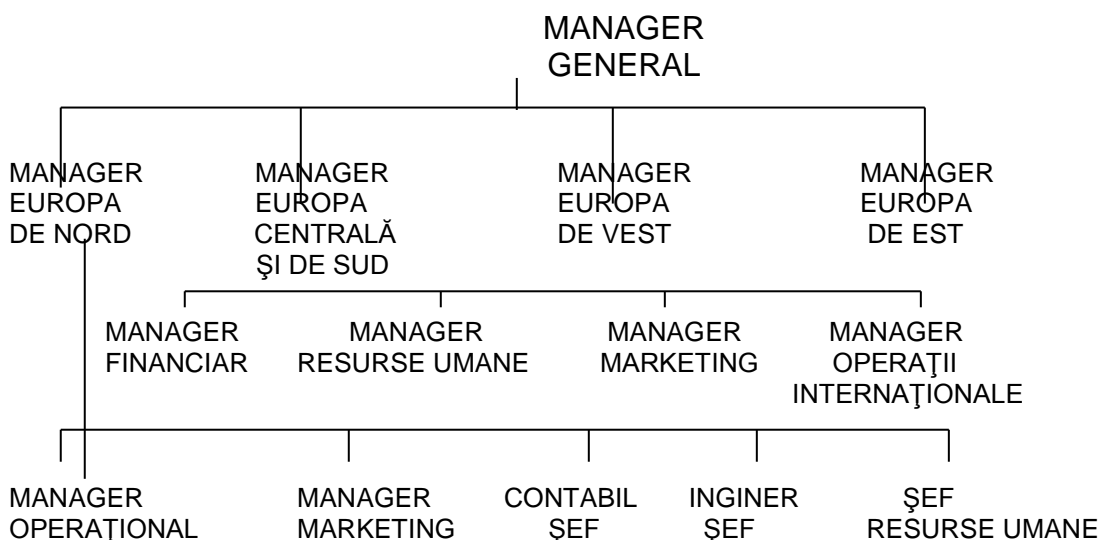 MANAGER
GENERAL
MANAGER MANAGER MANAGER MANAGER
EUROPA EUROPA EUROPA EUROPA
DE NORD CENTRALĂ DE VEST DE EST
ŞI DE SUD
MANAGER MANAGER MANAGER MANAGER
FINANCIAR RESURSE UMANE MARKETING OPERAŢII
INTERNAŢIONALE
MANAGER MANAGER CONTABIL INGINER ŞEF
OPERAŢIONAL MARKETING ŞEF ŞEF RESURSE UMANE